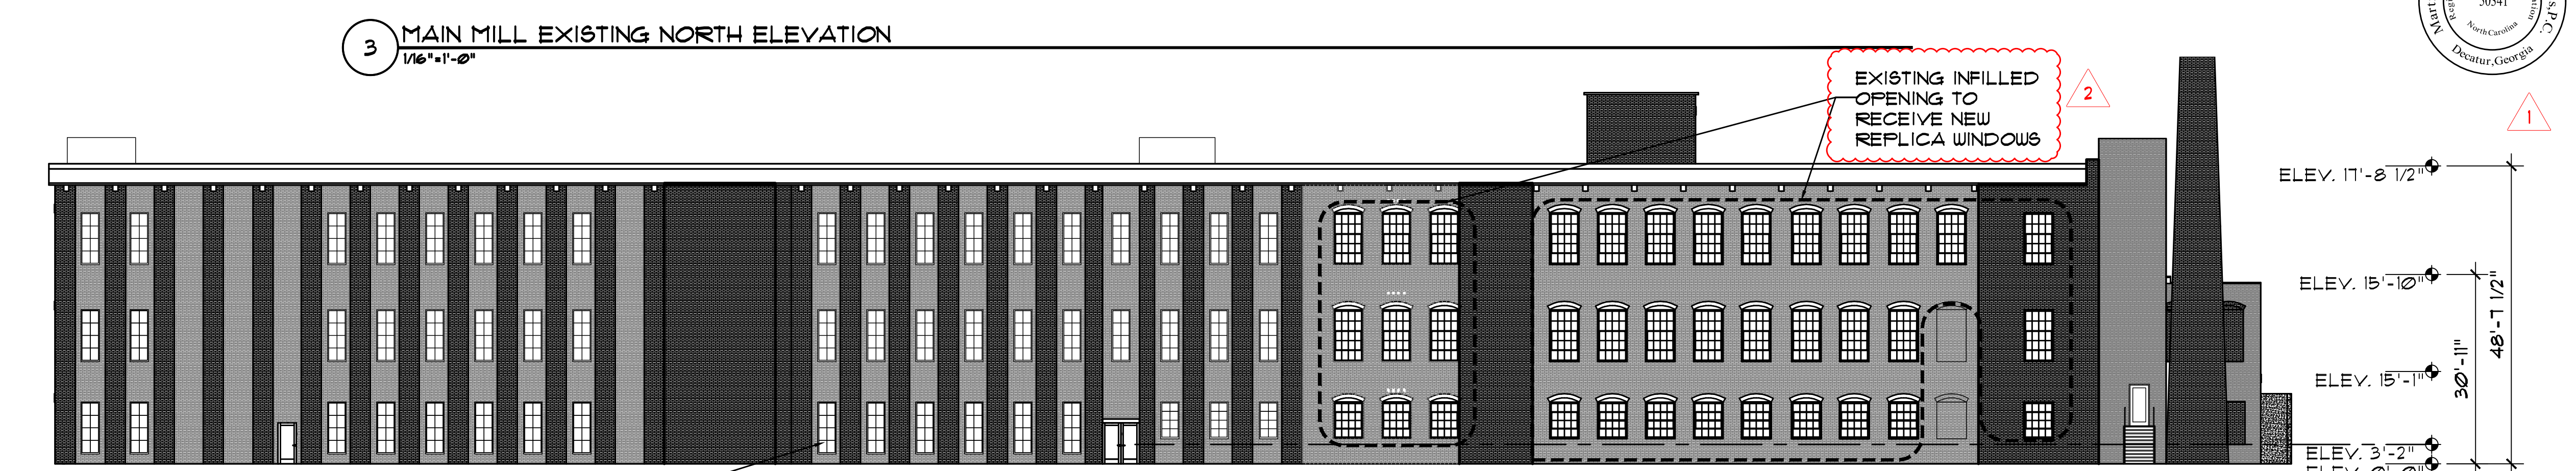 3
MAIN MILL EXISTING NORTH ELEVATION
1/16"=1'-0"
EXISTING INFILLED
OPENING TO
RECEIVE NEW
REPLICA WINDOWS
2
1
North Carolina
Decatur, Georgia
ELEV. 17'-8 1/2"
ELEV. 15'-10"
ELEV. 15'-1"
ELEV. 3'-2"
30'-11"
48'-7 1/2"